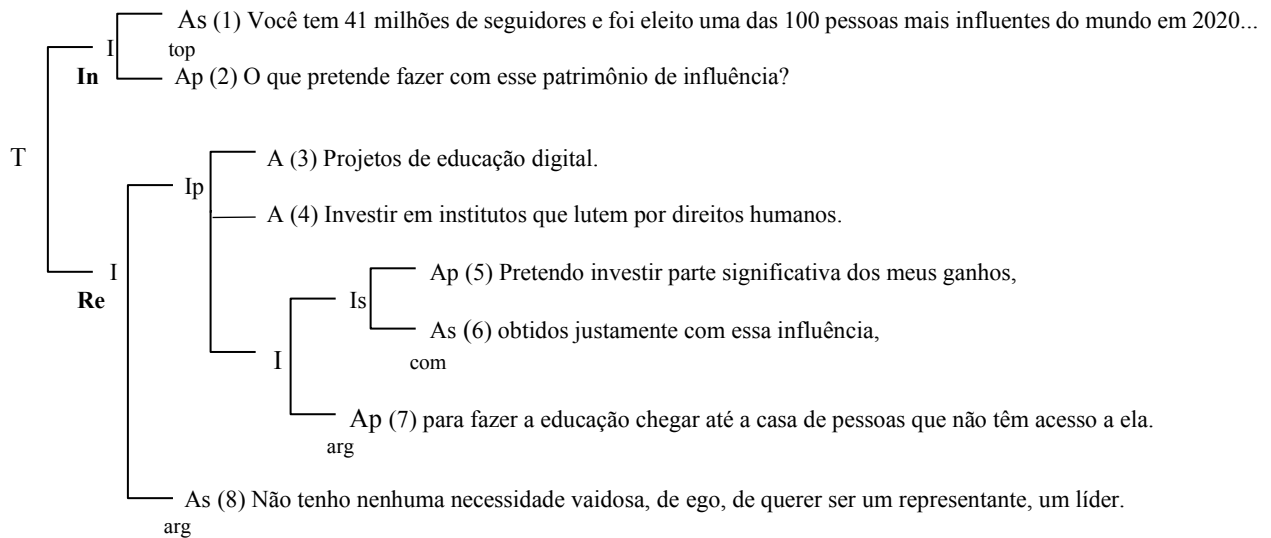 As (1) Você tem 41 milhões de seguidores e foi eleito uma das 100 pessoas mais influentes do mundo em 2020...
I
top
In
Ap (2) O que pretende fazer com esse patrimônio de influência?
T
A (3) Projetos de educação digital.
Ip
A (4) Investir em institutos que lutem por direitos humanos.
I
Re
Ap (5) Pretendo investir parte significativa dos meus ganhos,
Is
As (6) obtidos justamente com essa influência,
com
I
Ap (7) para fazer a educação chegar até a casa de pessoas que não têm acesso a ela.
arg
As (8) Não tenho nenhuma necessidade vaidosa, de ego, de querer ser um representante, um líder.
arg